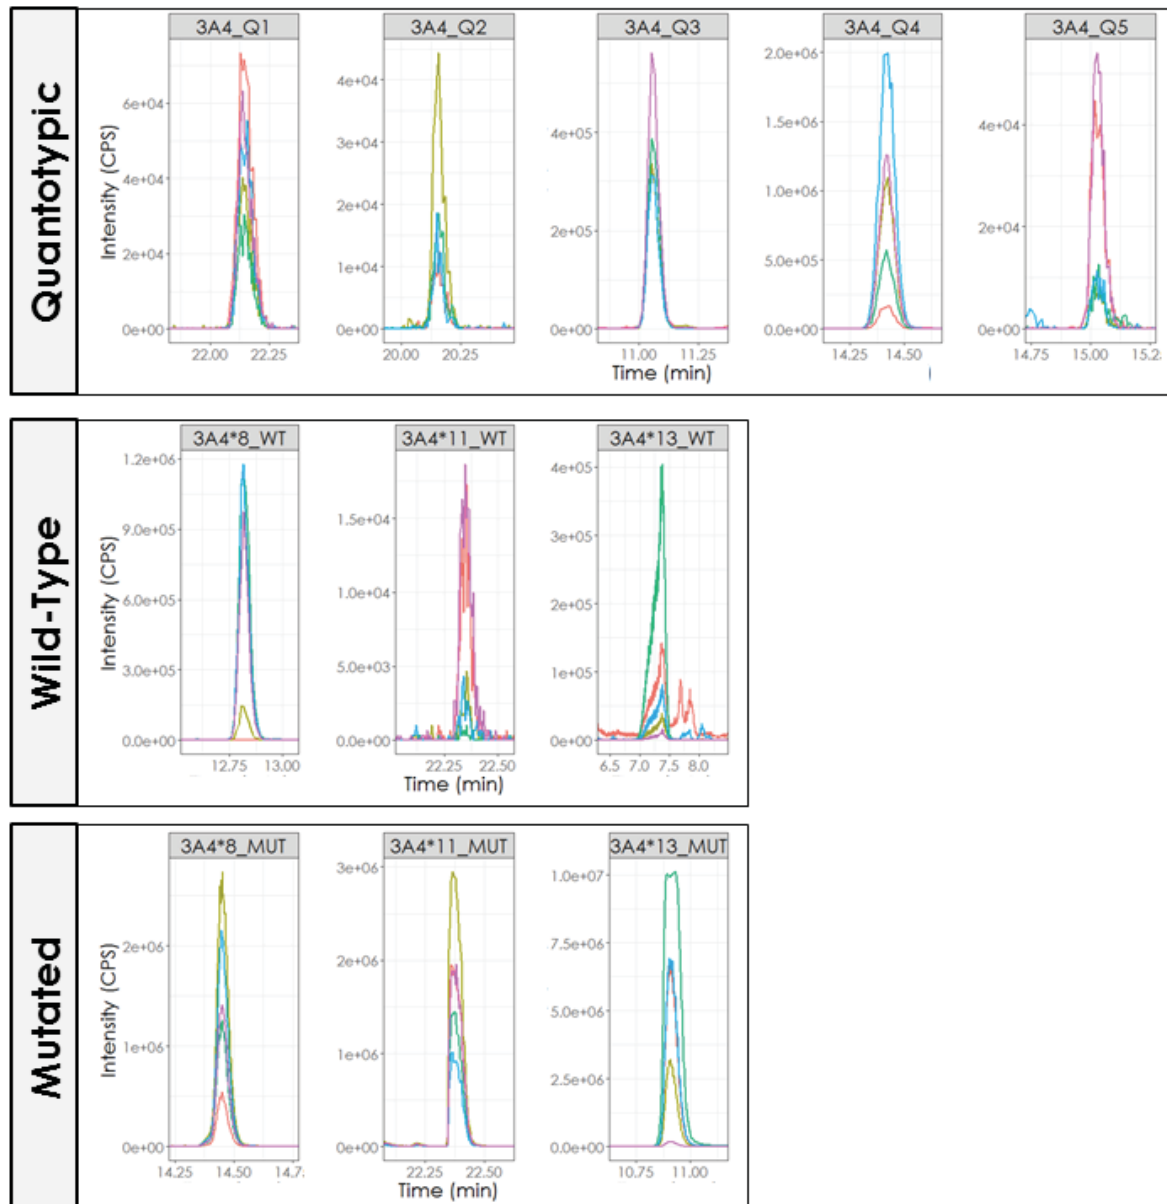 Quantotypic
3A4_Q1 3A4_Q2 3A4_Q3 3A4_Q4 3A4_Q5
Intensity (CPS)
6e+04 4e+04 2e+04 0e+00
22.00 22.25
4e+04 3e+04 2e+04 1e+04 0e+00
20.00 20.25
4e+05 2e+05 0e+00
11.00 11.25
2.0e+06 1.5e+06 1.0e+06 5.0e+05 0.0e+00
14.25 14.50
4e+04 2e+04 0e+00
14.75 15.00 15.2
Time (min)
Wild-Type
3A4*8_WT 3A4*11_WT 3A4*13_WT
Intensity (CPS)
1.2e+06 9.0e+05 6.0e+05 3.0e+05 0.0e+00
12.75 13.00
1.5e+04 1.0e+04 5.0e+03 0.0e+00
22.25 22.50
4e+05 3e+05 2e+05 1e+05 0e+00
6.5 7.0 7.5 8.0
Time (min)
Mutated
3A4*8_MUT 3A4*11_MUT 3A4*13_MUT
Intensity (CPS)
2e+06 1e+06 0e+00
14.25 14.50 14.7
3e+06 2e+06 1e+06 0e+00
22.25 22.50
1.0e+07 7.5e+06 5.0e+06 2.5e+06 0.0e+00
10.75 11.00
Time (min)